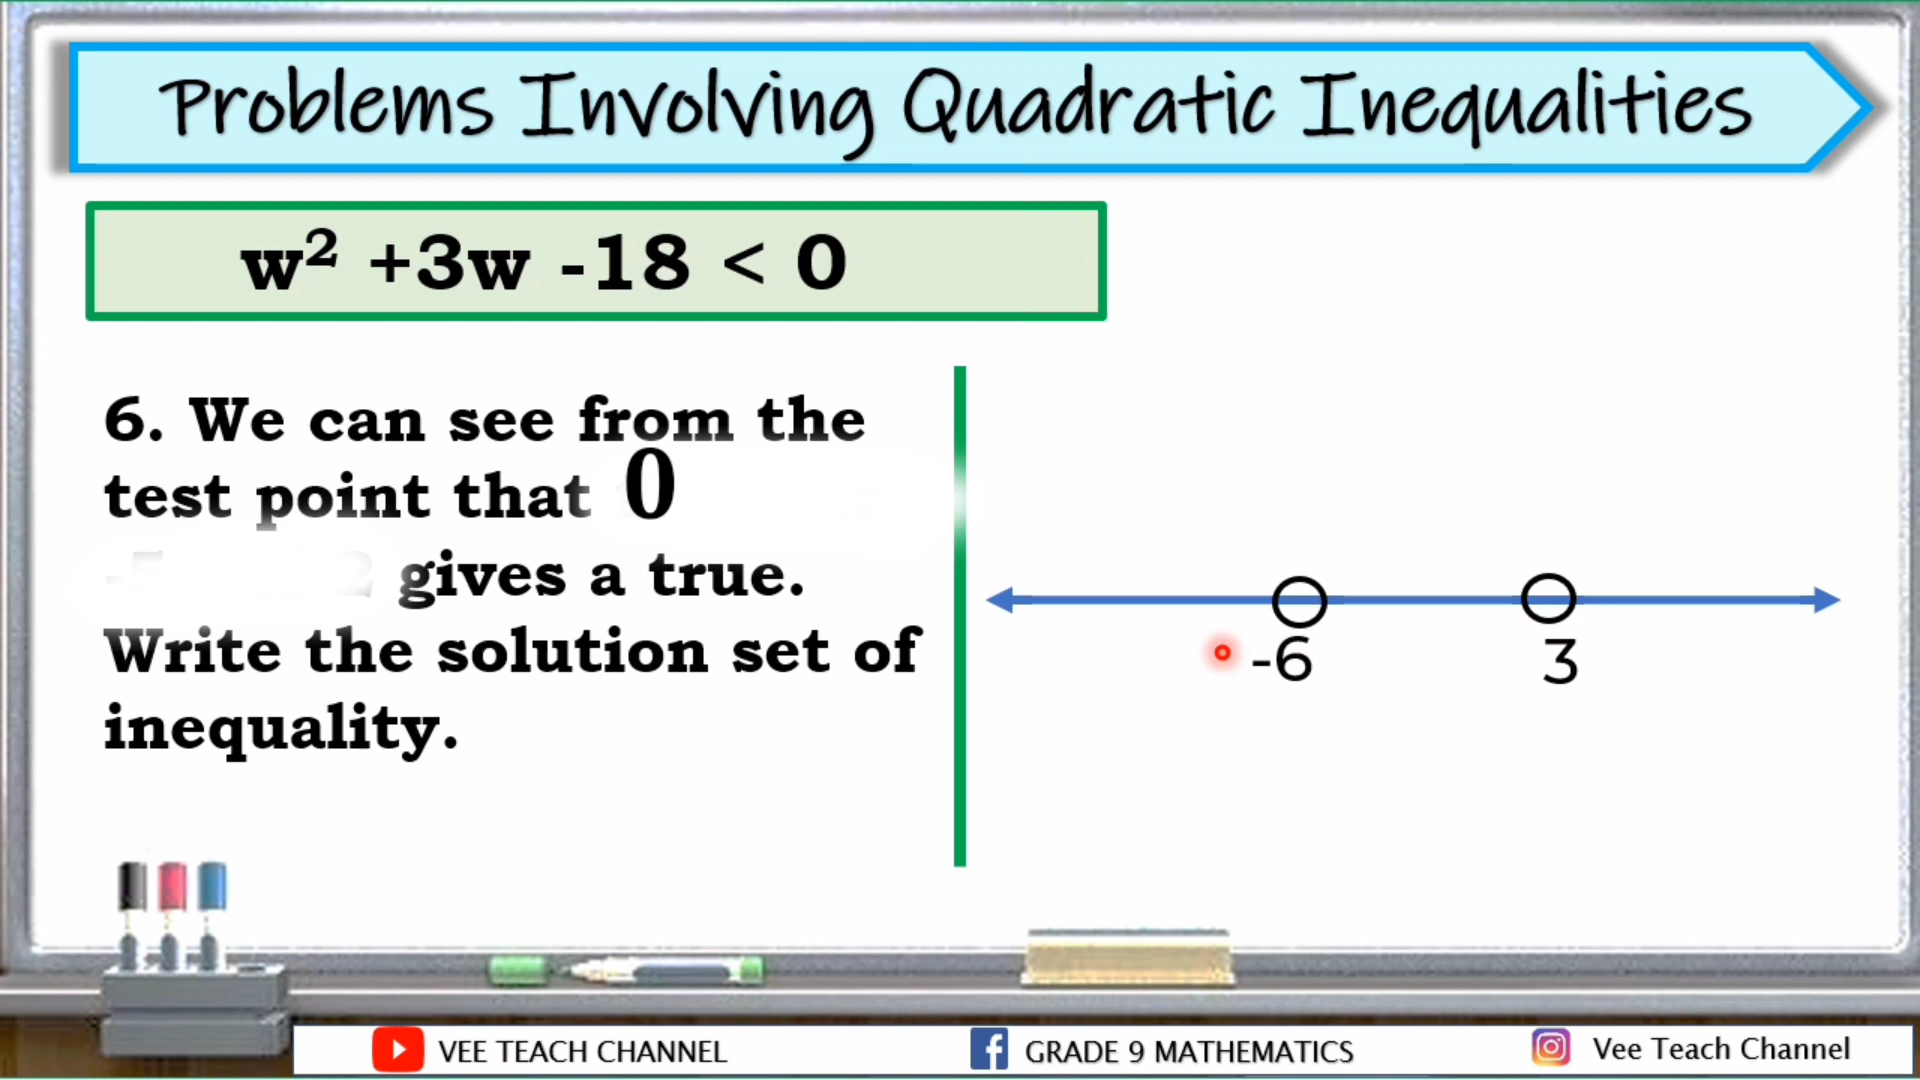 Problems Involving Quadratic Inequalities
w² +3w -18 < 0
6. We can see from the
test point that 0
gives a true.
Write the solution set of
inequality.
-6
3
VEE TEACH CHANNEL
GRADE 9 MATHEMATICS
Vee Teach Channel